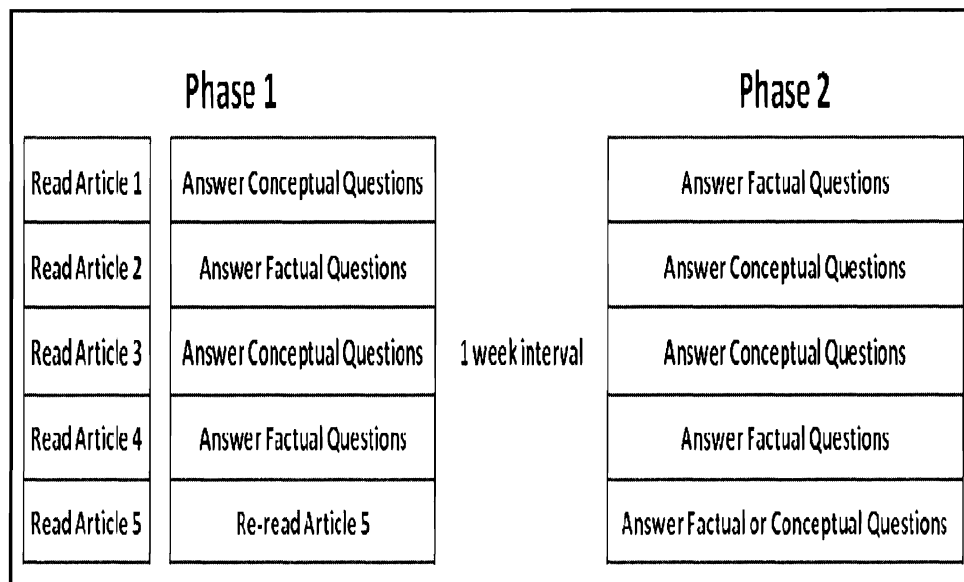 Phase 1
Phase 2
Read Article 1
Answer Conceptual Questions
Answer Factual Questions
Read Article 2
Answer Factual Questions
Answer Conceptual Questions
Read Article 3
Answer Conceptual Questions
1 week interval
Answer Conceptual Questions
Read Article 4
Answer Factual Questions
Answer Factual Questions
Read Article 5
Re-read Article 5
Answer Factual or Conceptual Questions